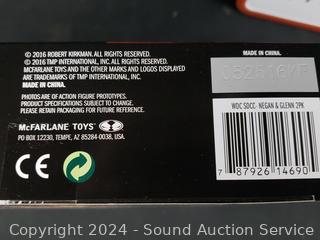 © 2016 ROBERT KIRKMAN. ALL RIGHTS RESERVED.
© 2016 TMP INTERNATIONAL, INC. ALL RIGHTS RESERVED.
MCFARLANE TOYS AND THE OTHER MARKS AND LOGOS DISPLAYED
ARE TRADEMARKS OF TMP INTERNATIONAL, INC.
MADE IN CHINA.
PHOTOS ARE OF ACTION FIGURE PROTOTYPES.
PRODUCT SPECIFICATIONS SUBJECT TO CHANGE.
PLEASE RETAIN PACKAGING FOR FUTURE REFERENCE.
McFARLANE TOYS
PO BOX 12230, TEMPE, AZ 85284-0038, USA.
CE
MADE IN CHINA.
WDC SDCC- NEGAN & GLENN 2PK
7 87926 14690
Copyright © 2024 - Sound Auction Service